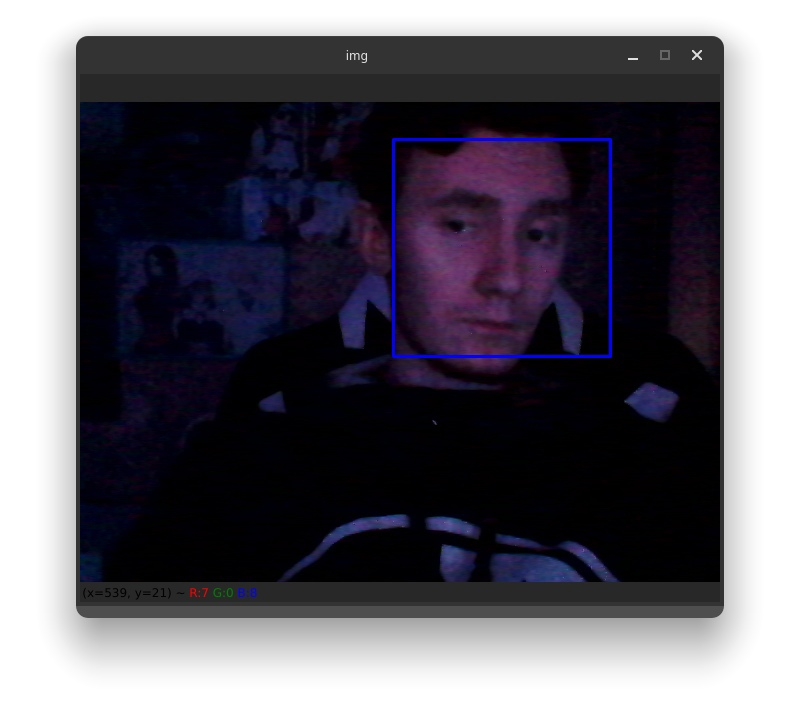 img
(x=539, y=21) ~ R:7 G:0 B:8